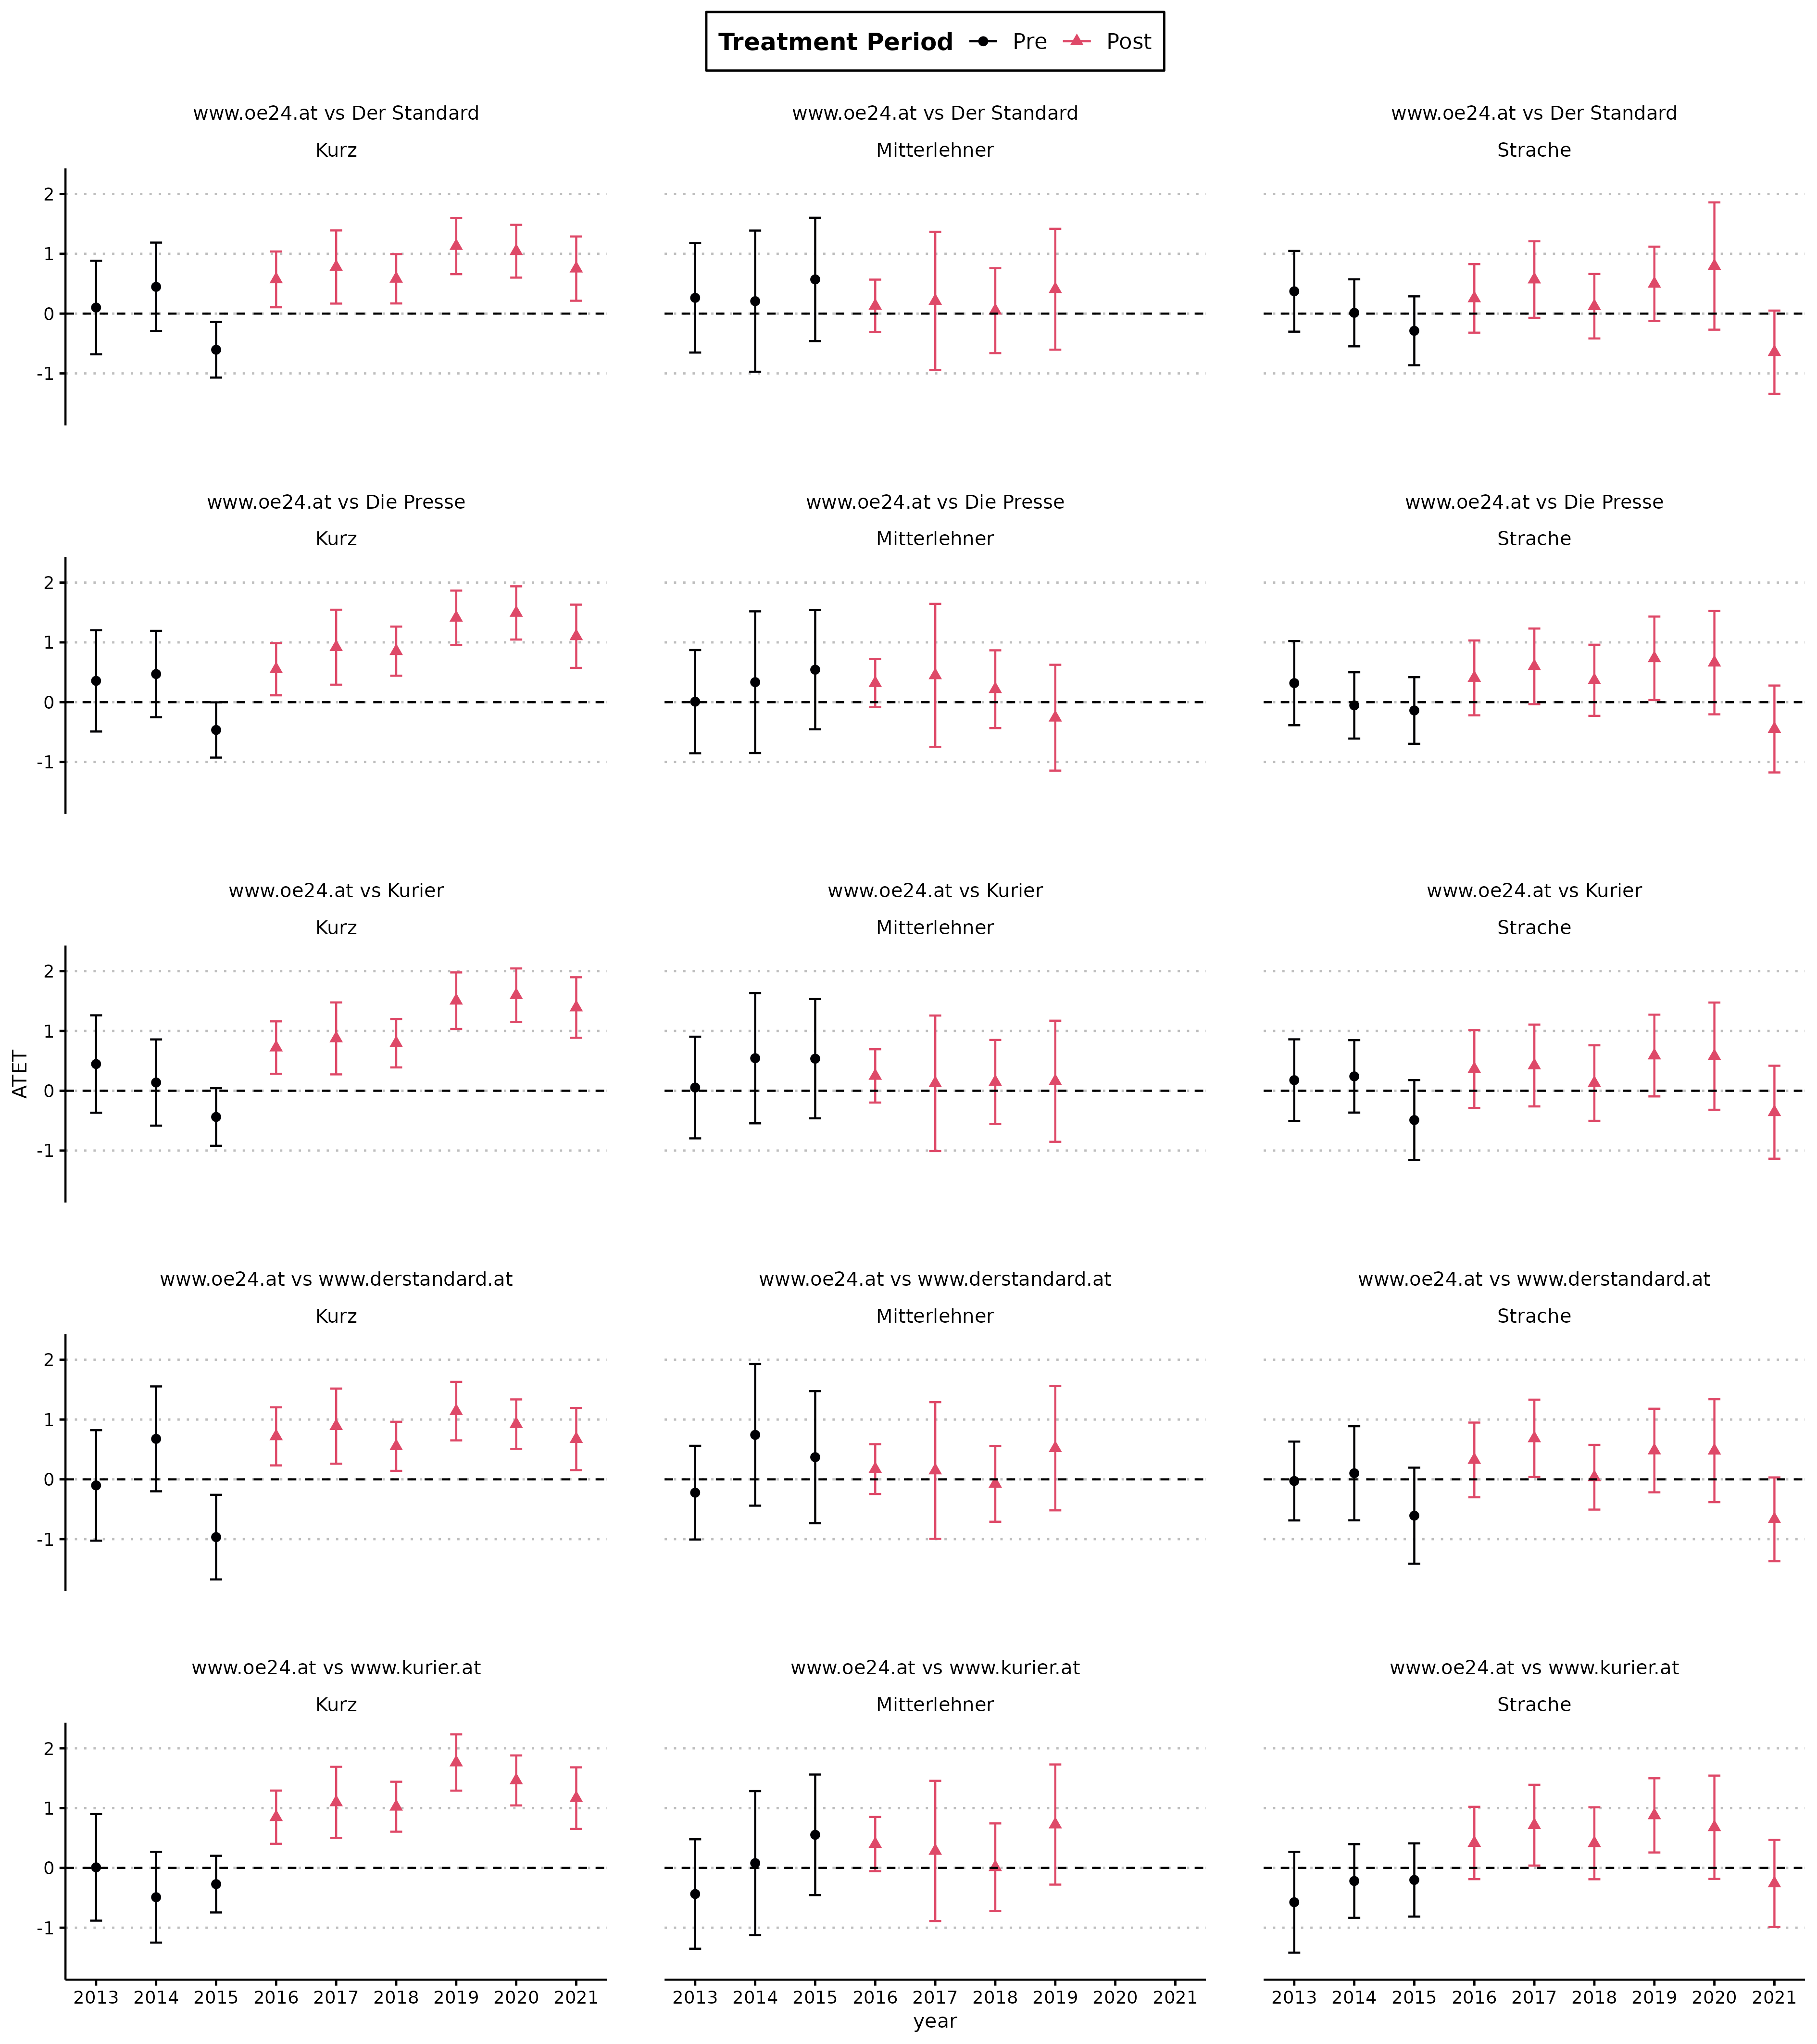 Treatment Period Pre Post
www.oe24.at vs Der Standard www.oe24.at vs Der Standard www.oe24.at vs Der Standard
Kurz Mitterlehner Strache
2
1
0
-1
www.oe24.at vs Die Presse www.oe24.at vs Die Presse www.oe24.at vs Die Presse
Kurz Mitterlehner Strache
2
1
0
-1
www.oe24.at vs Kurier www.oe24.at vs Kurier www.oe24.at vs Kurier
Kurz Mitterlehner Strache
2
1
ATET
0
-1
www.oe24.at vs www.derstandard.at www.oe24.at vs www.derstandard.at www.oe24.at vs www.derstandard.at
Kurz Mitterlehner Strache
2
1
0
-1
www.oe24.at vs www.kurier.at www.oe24.at vs www.kurier.at www.oe24.at vs www.kurier.at
Kurz Mitterlehner Strache
2
1
0
-1
2013 2014 2015 2016 2017 2018 2019 2020 2021 2013 2014 2015 2016 2017 2018 2019 2020 2021 2013 2014 2015 2016 2017 2018 2019 2020 2021
year